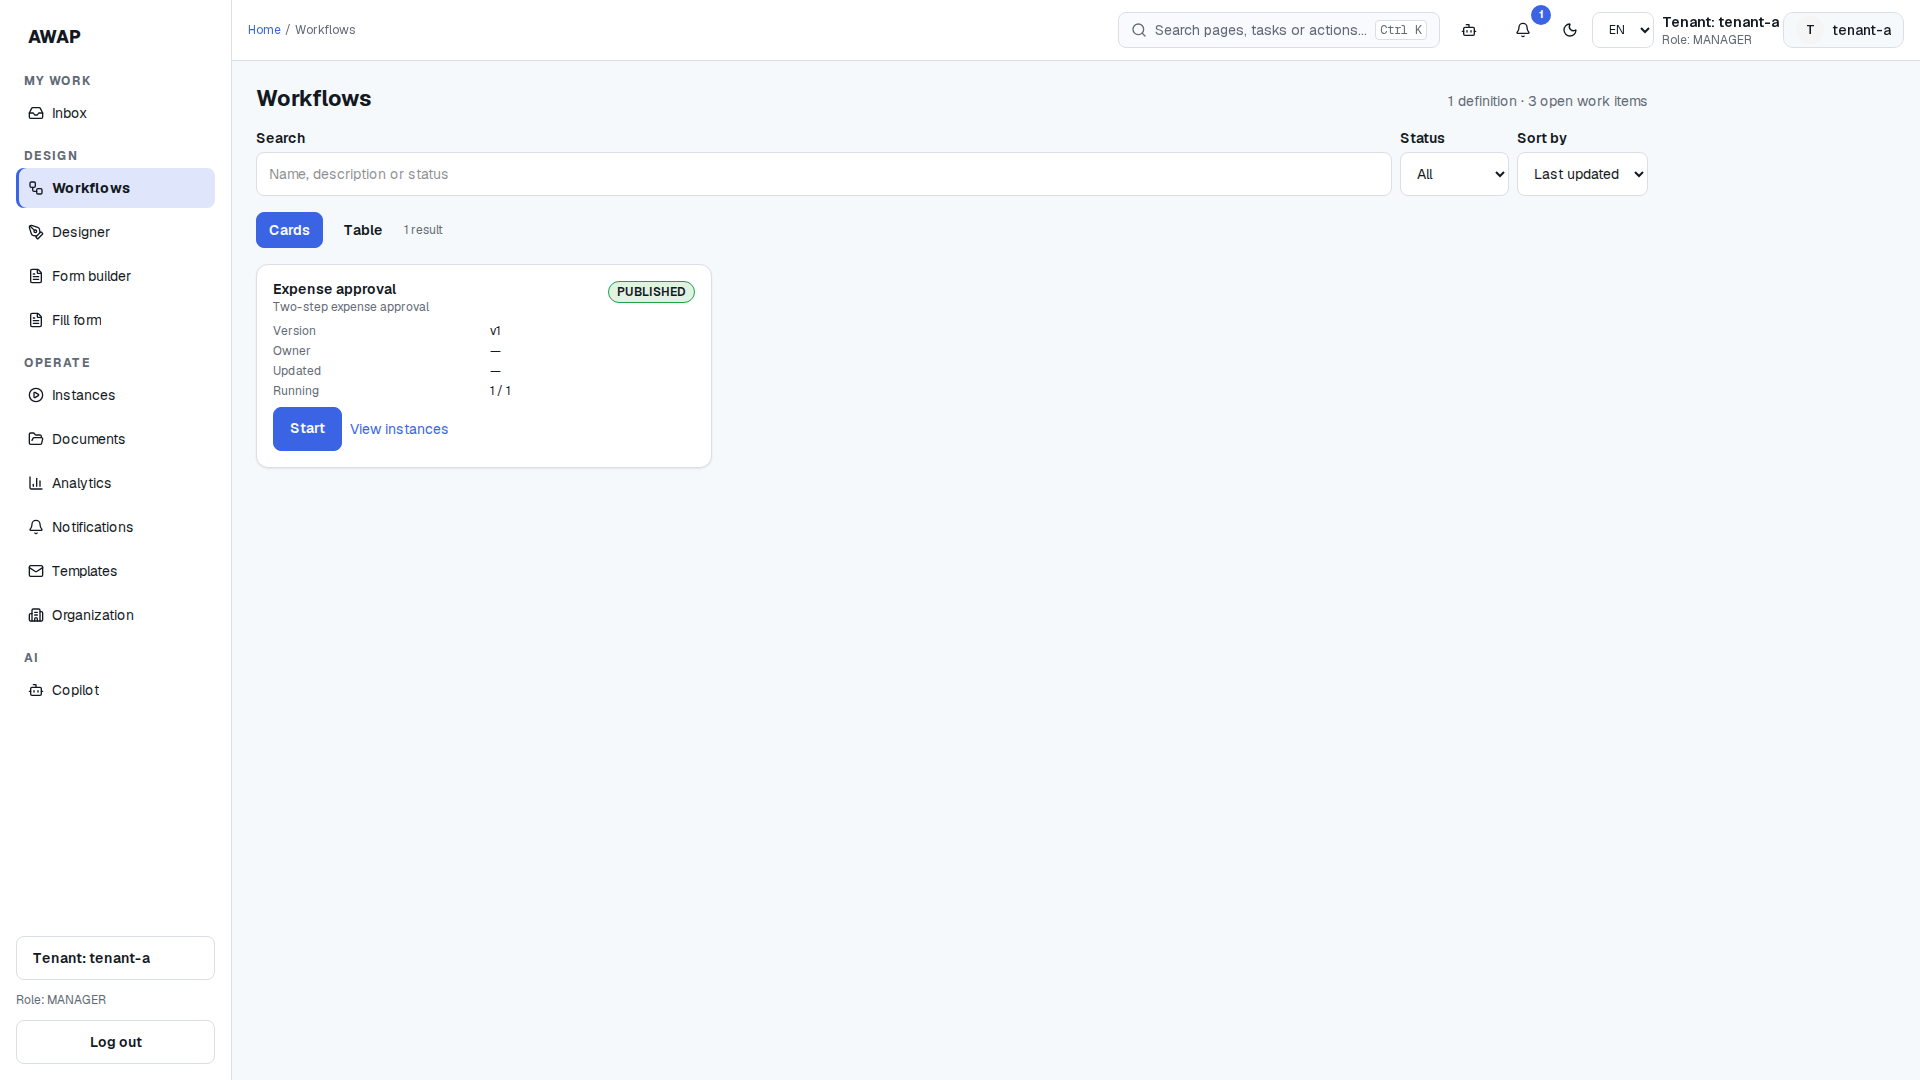 AWAP
MY WORK
Inbox
DESIGN
Workflows
Designer
Form builder
Fill form
OPERATE
Instances
Documents
Analytics
Notifications
Templates
Organization
AI
Copilot
Tenant: tenant-a
Role: MANAGER
Log out
Home / Workflows
Search pages, tasks or actions... Ctrl K
1
EN
Tenant: tenant-a
Role: MANAGER
T tenant-a
Workflows
1 definition · 3 open work items
Search
Name, description or status
Status
All
Sort by
Last updated
Cards
Table
1 result
Expense approval
PUBLISHED
Two-step expense approval
Version v1
Owner —
Updated —
Running 1 / 1
Start
View instances